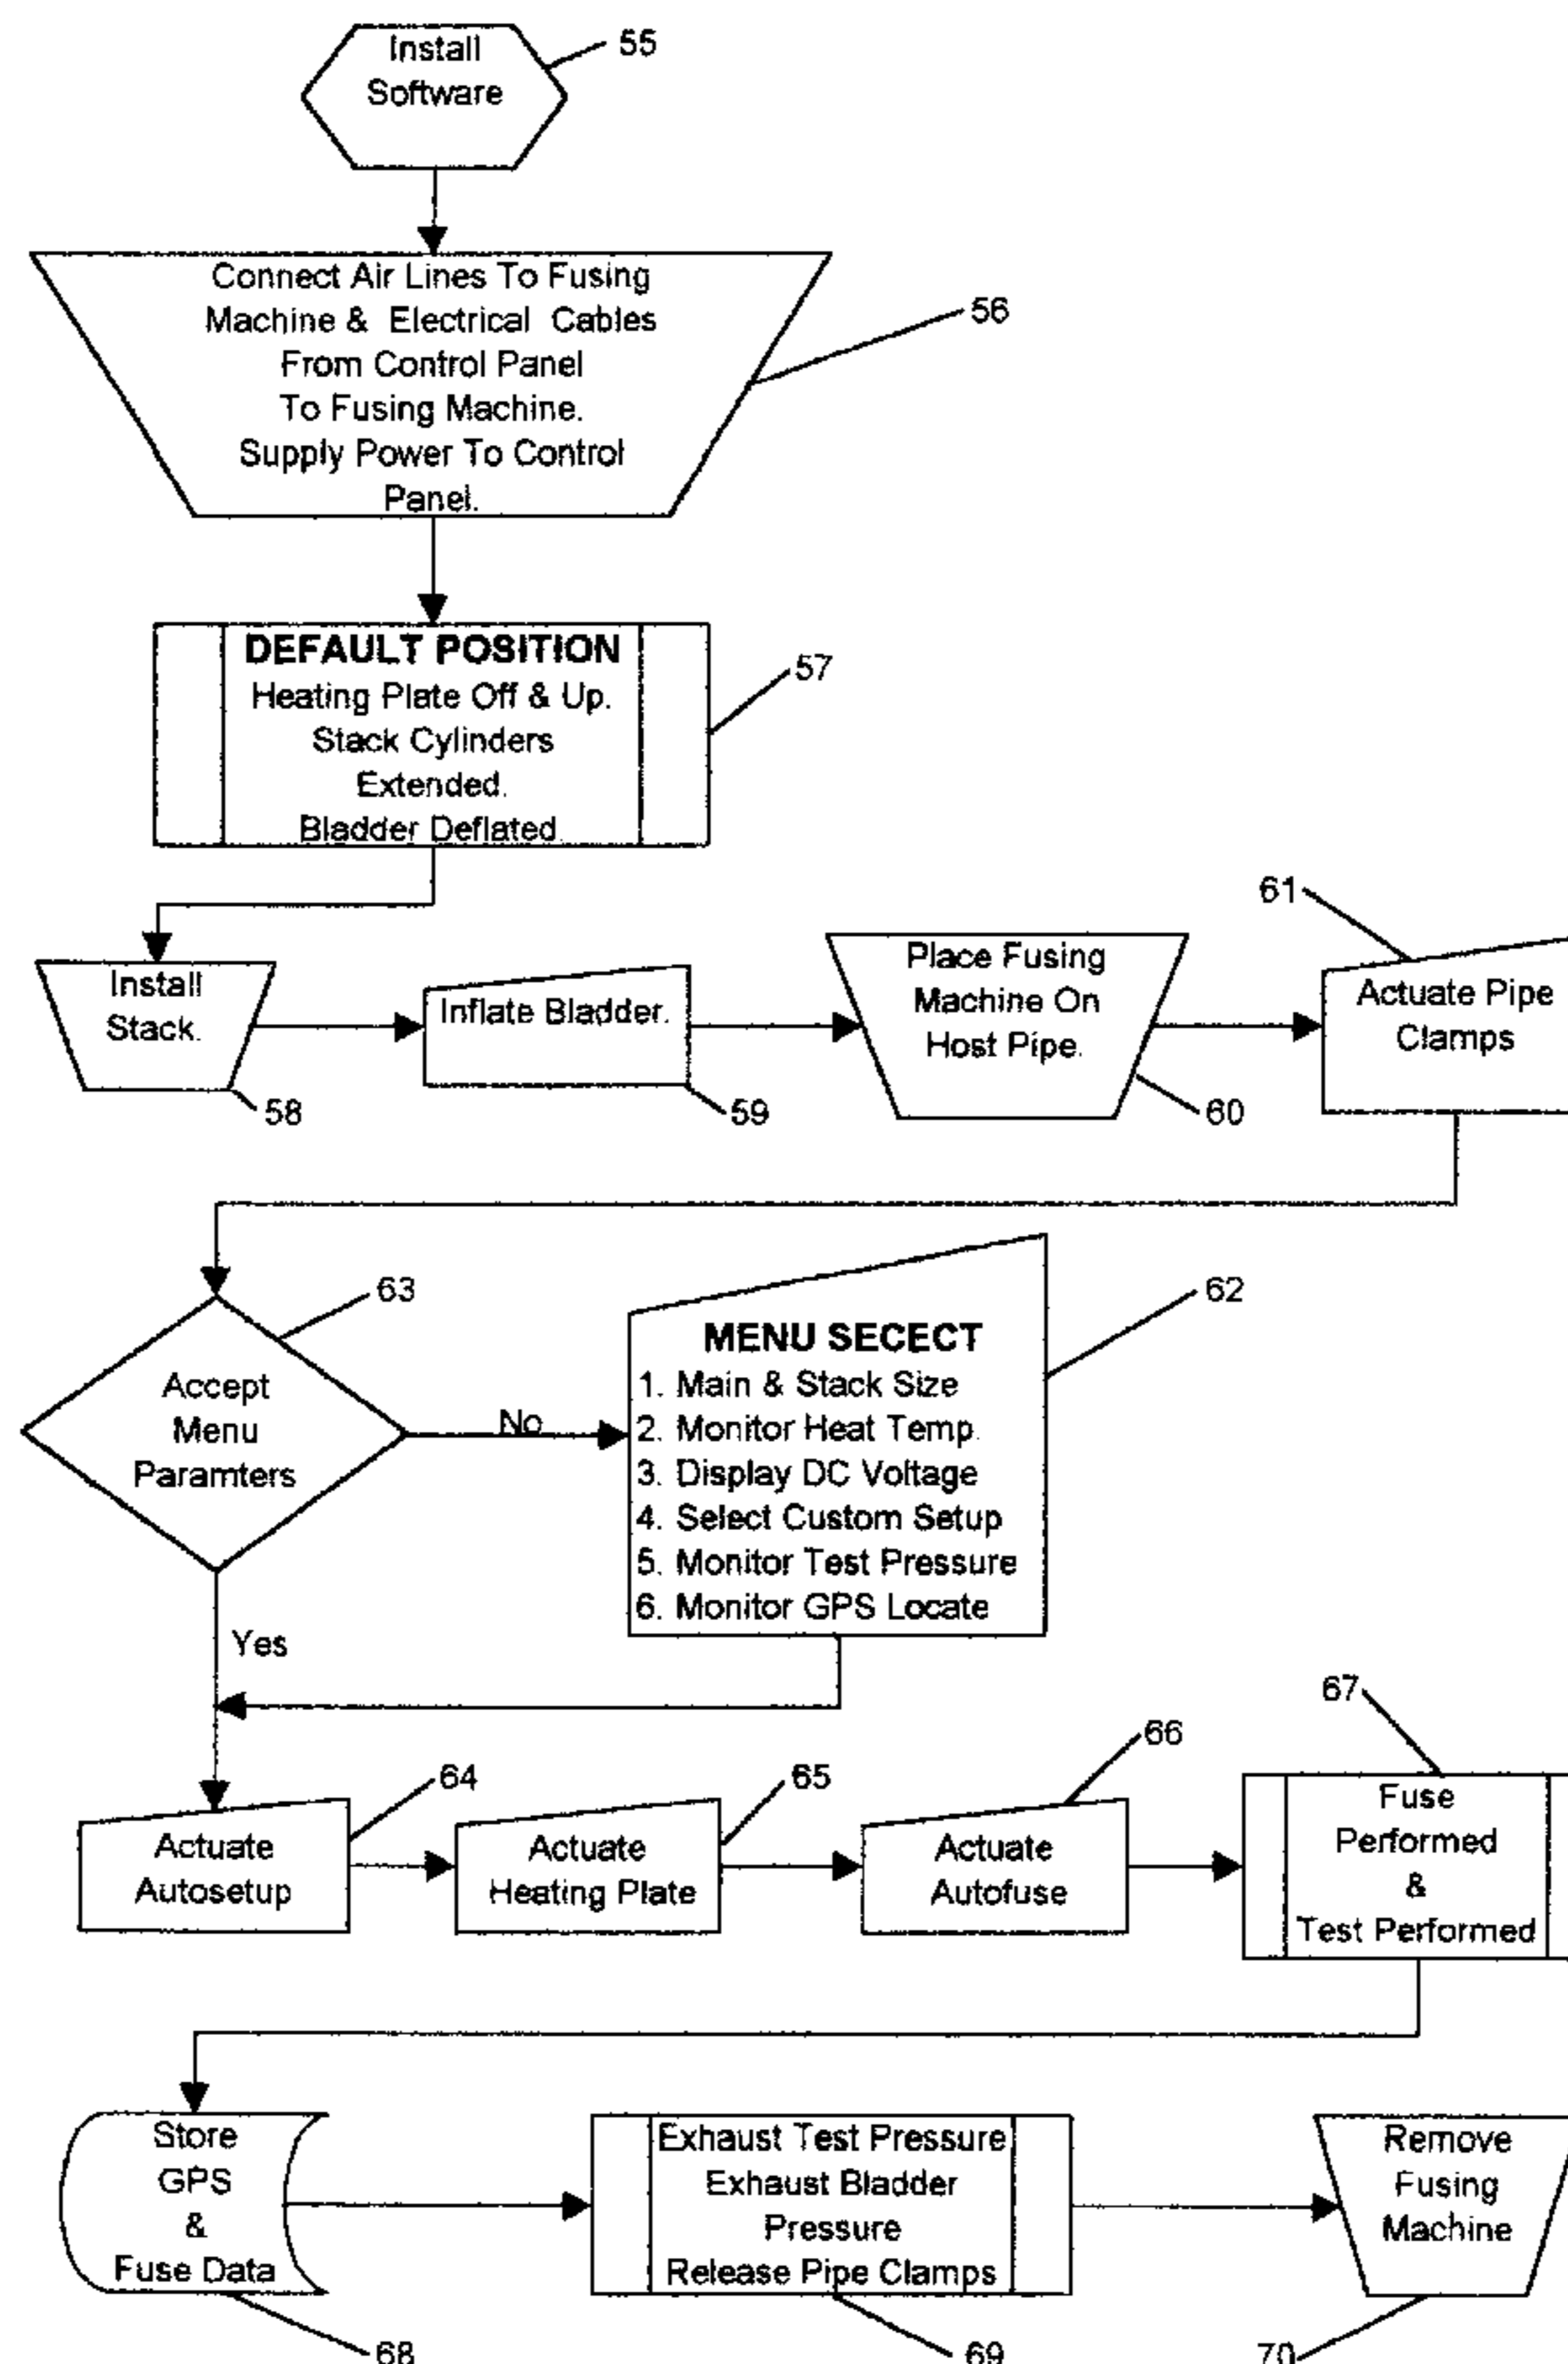 Install
Software
55
Connect Air Lines To Fusing
Machine & Electrical Cables
From Control Panel
To Fusing Machine.
Supply Power To Control
Panel.
56
DEFAULT POSITION
Heating Plate Off & Up.
Stack Cylinders
Extended.
Bladder Deflated.
57
Install
Stack.
58
Inflate Bladder.
59
Place Fusing
Machine On
Host Pipe.
60
61
Actuate Pipe
Clamps
63
Accept
Menu
Paramters
No
Yes
62
MENU SECECT
1. Main & Stack Size
2. Monitor Heat Temp.
3. Display DC Voltage
4. Select Custom Setup
5. Monitor Test Pressure
6. Monitor GPS Locate
64
Actuate
Autosetup
65
Actuate
Heating Plate
66
Actuate
Autofuse
67
Fuse
Performed
&
Test Performed
Store
GPS
&
Fuse Data
68
Exhaust Test Pressure
Exhaust Bladder
Pressure
Release Pipe Clamps
69
Remove
Fusing
Machine
70